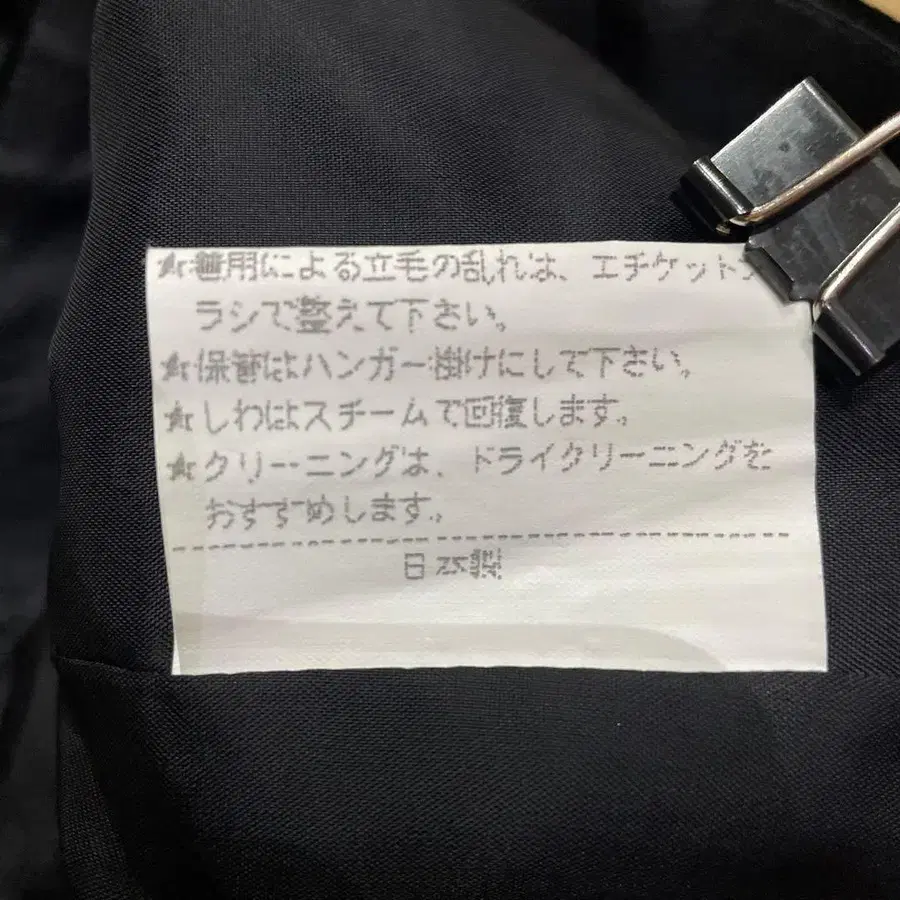 ★着用による立毛の乱れは、エチケットブ
ラシで整えて下さい。
★保管はハンガー掛けにして下さい。
★しわはスチームで回復します。
★クリーニングは、ドライクリーニングを
おすすめします。
日本製